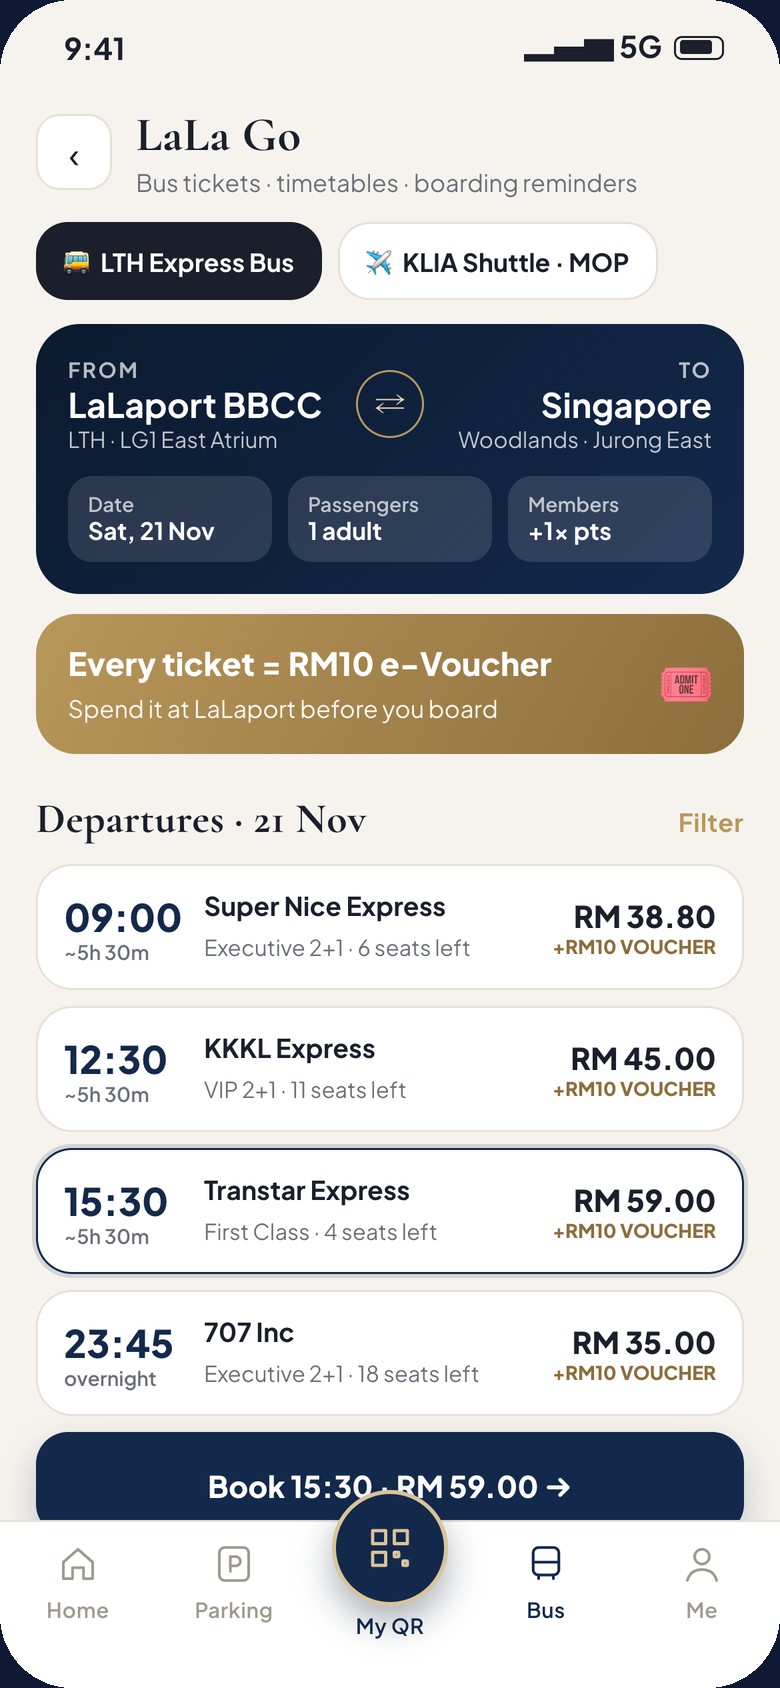 9:41
5G
‹
LaLa Go
Bus tickets · timetables · boarding reminders
LTH Express Bus
KLIA Shuttle · MOP
FROM
TO
LaLaport BBCC
Singapore
LTH · LG1 East Atrium
Woodlands · Jurong East
Date
Sat, 21 Nov
Passengers
1 adult
Members
+1× pts
Every ticket = RM10 e-Voucher
Spend it at LaLaport before you board
ADMIT
ONE
Departures · 21 Nov
Filter
09:00
~5h 30m
Super Nice Express
Executive 2+1 · 6 seats left
RM 38.80
+RM10 VOUCHER
12:30
~5h 30m
KKKL Express
VIP 2+1 · 11 seats left
RM 45.00
+RM10 VOUCHER
15:30
~5h 30m
Transtar Express
First Class · 4 seats left
RM 59.00
+RM10 VOUCHER
23:45
overnight
707 Inc
Executive 2+1 · 18 seats left
RM 35.00
+RM10 VOUCHER
Book 15:30 · RM 59.00 →
Home
P
Parking
My QR
Bus
Me